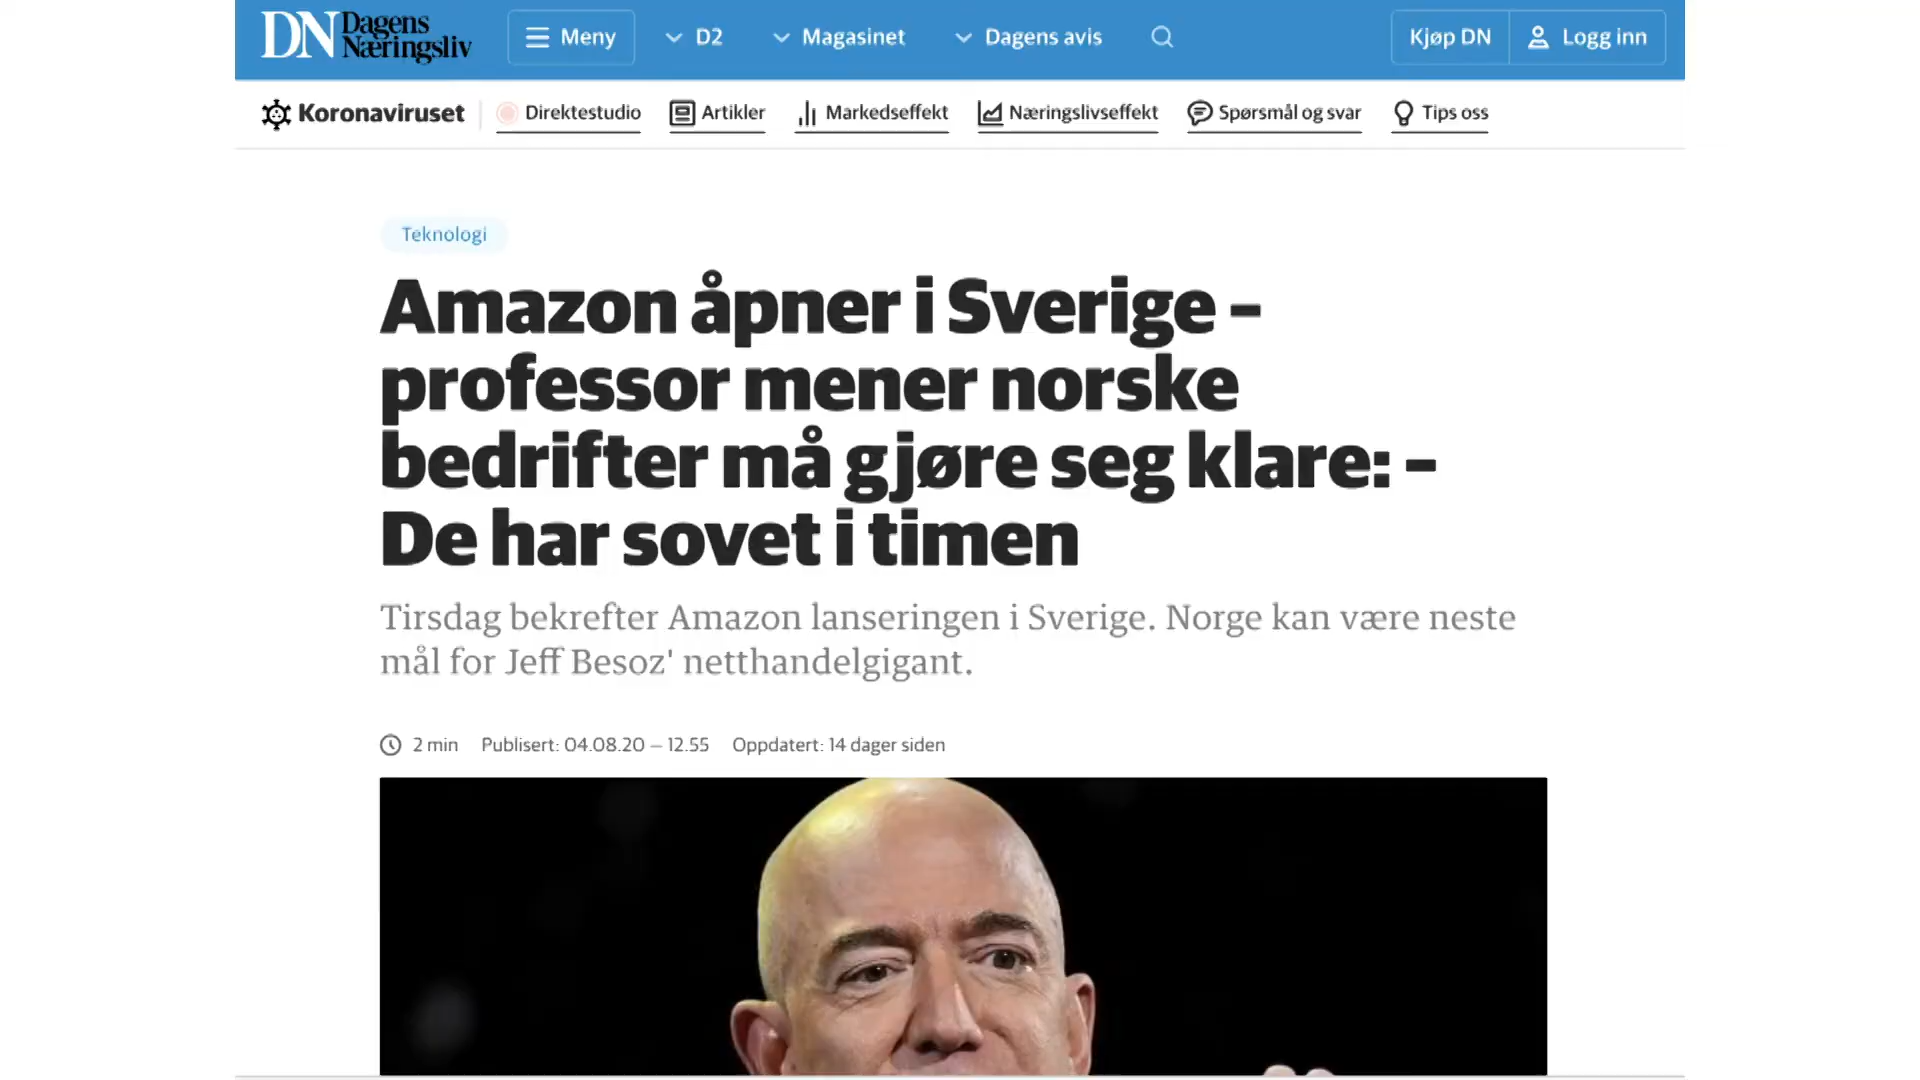 DN Dagens Næringsliv
Meny
D2
Magasinet
Dagens avis
Kjøp DN
Logg inn
Koronaviruset
Direktestudio
Artikler
Markedseffekt
Næringslivseffekt
Spørsmål og svar
Tips oss
Teknologi
Amazon åpner i Sverige –
professor mener norske
bedrifter må gjøre seg klare: –
De har sovet i timen
Tirsdag bekrefter Amazon lanseringen i Sverige. Norge kan være neste
mål for Jeff Besoz' netthandelgigant.
2 min Publisert: 04.08.20 – 12.55 Oppdatert: 14 dager siden